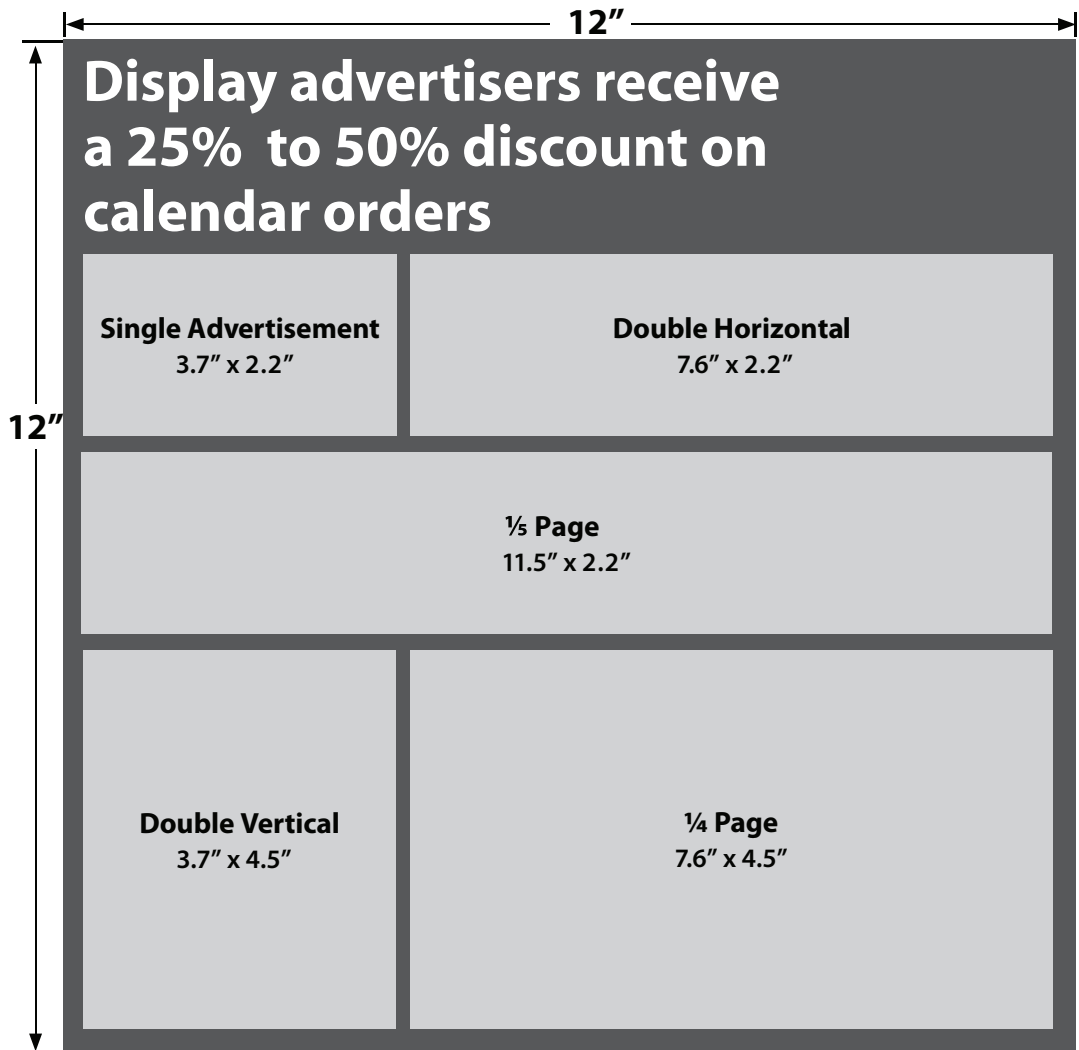 12”
Display advertisers receive
a 25%  to 50% discount on
calendar orders
Single Advertisement
3.7” x 2.2”
Double Horizontal
7.6” x 2.2”
12”
⅕ Page
11.5” x 2.2”
Double Vertical
3.7” x 4.5”
¼ Page
7.6” x 4.5”